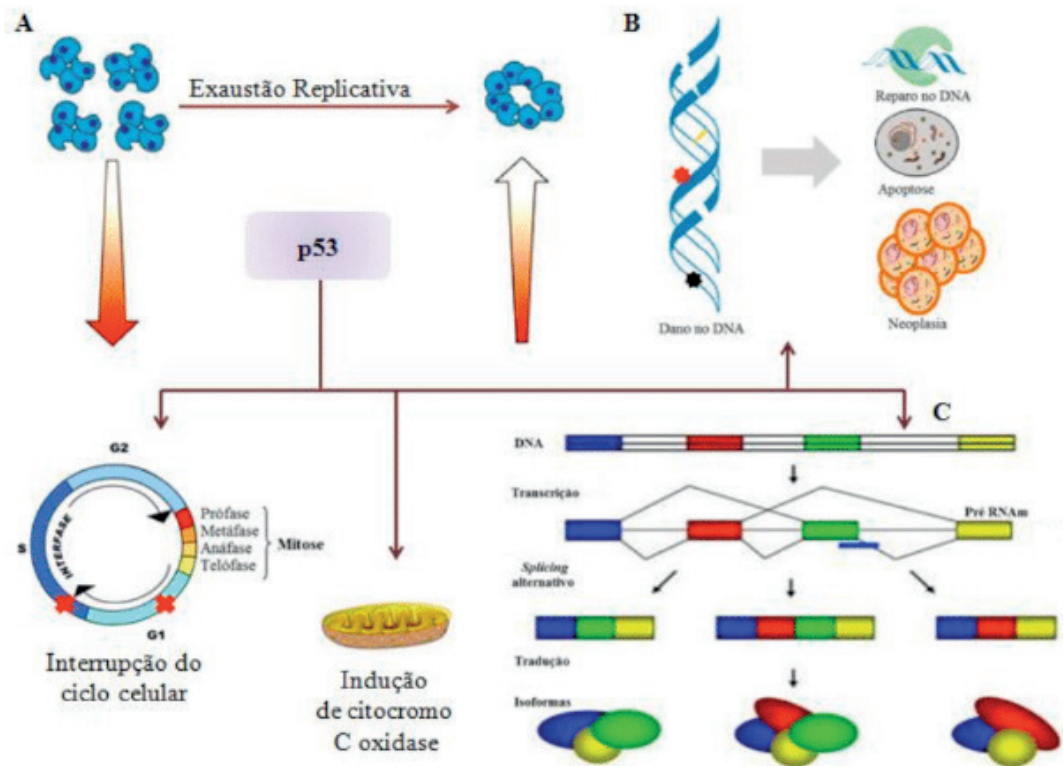 A
Exaustão Replicativa
p53
B
Dano no DNA
Reparo no DNA
Apoptose
Neoplasia
G2
S
INTERFASE
G1
Prófase
Metáfase
Anáfase
Telófase
Mitose
Interrupção do
ciclo celular
Indução
de citocromo
C oxidase
C
DNA
Transcrição
Pré RNAm
Splicing
alternativo
Tradução
Isoformas